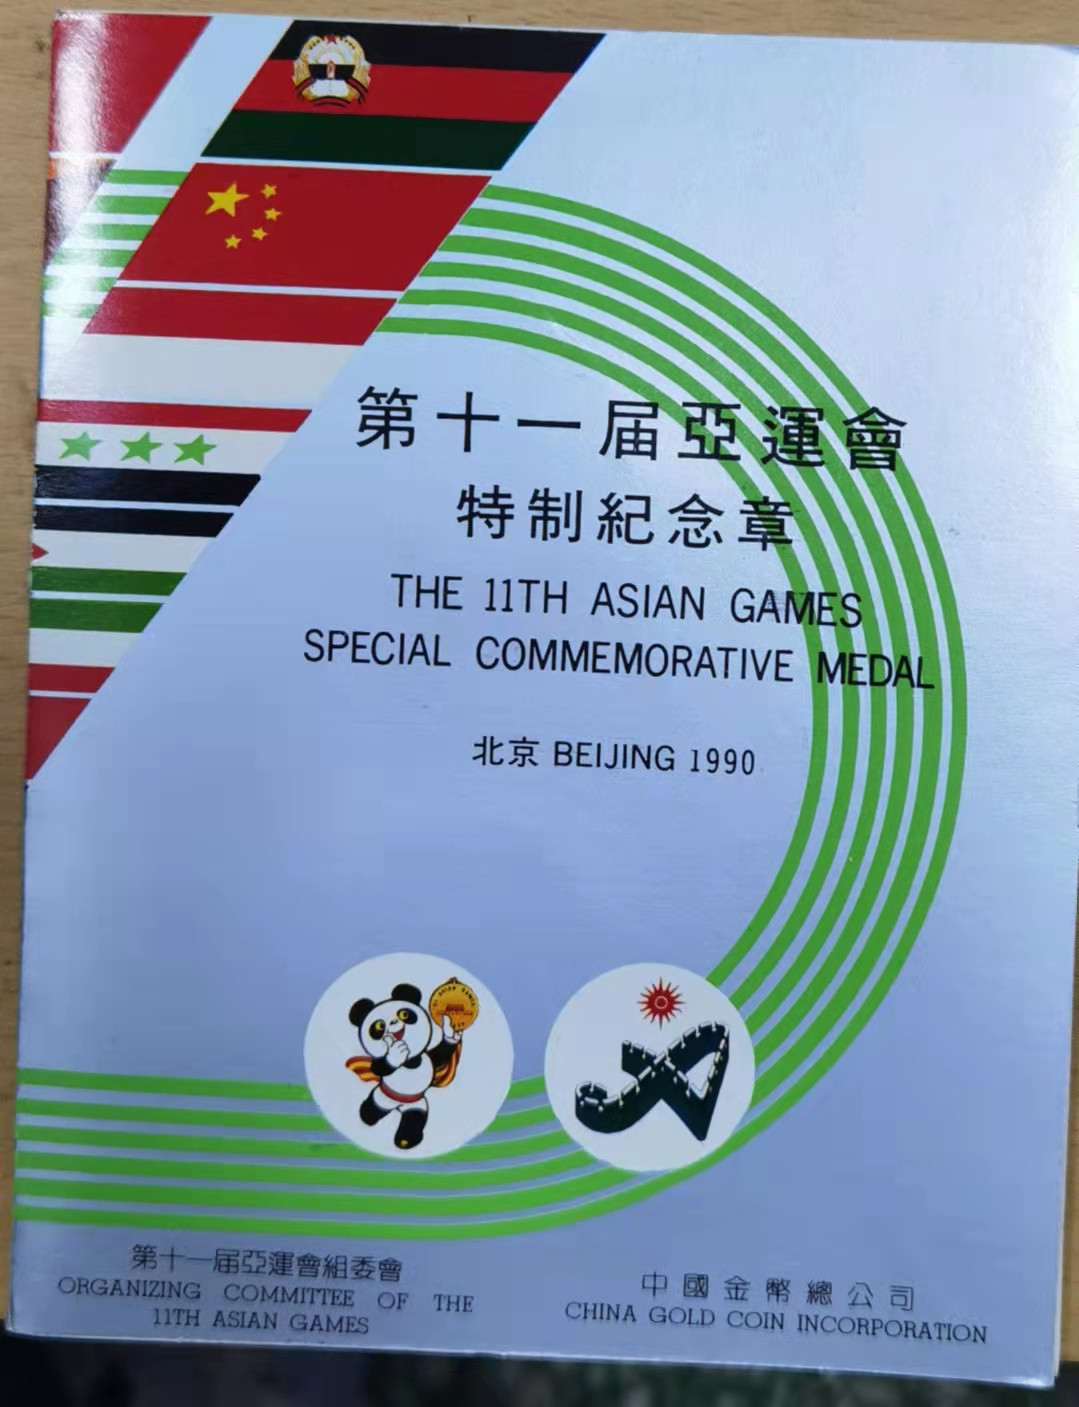 第十一届亞運會
特制紀念章
THE 11TH ASIAN GAMES
SPECIAL COMMEMORATIVE MEDAL
北京 BEIJING 1990
第十一届亞運會組委會
ORGANIZING COMMITTEE OF THE
11TH ASIAN GAMES
中國金幣總公司
CHINA GOLD COIN INCORPORATION